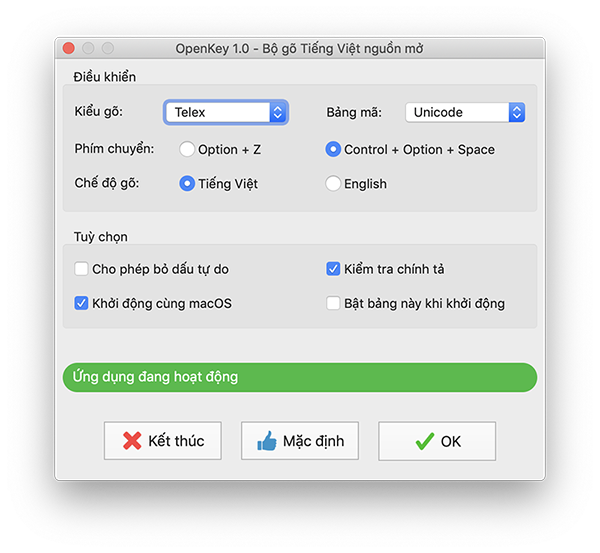 OpenKey 1.0 - Bộ gõ Tiếng Việt nguồn mở
Điều khiển
Kiểu gõ: Telex Bảng mã: Unicode
Phím chuyển: Option + Z Control + Option + Space
Chế độ gõ: Tiếng Việt English
Tuỳ chọn
Cho phép bỏ dấu tự do Kiểm tra chính tả
Khởi động cùng macOS Bật bảng này khi khởi động
Ứng dụng đang hoạt động
Kết thúc Mặc định OK